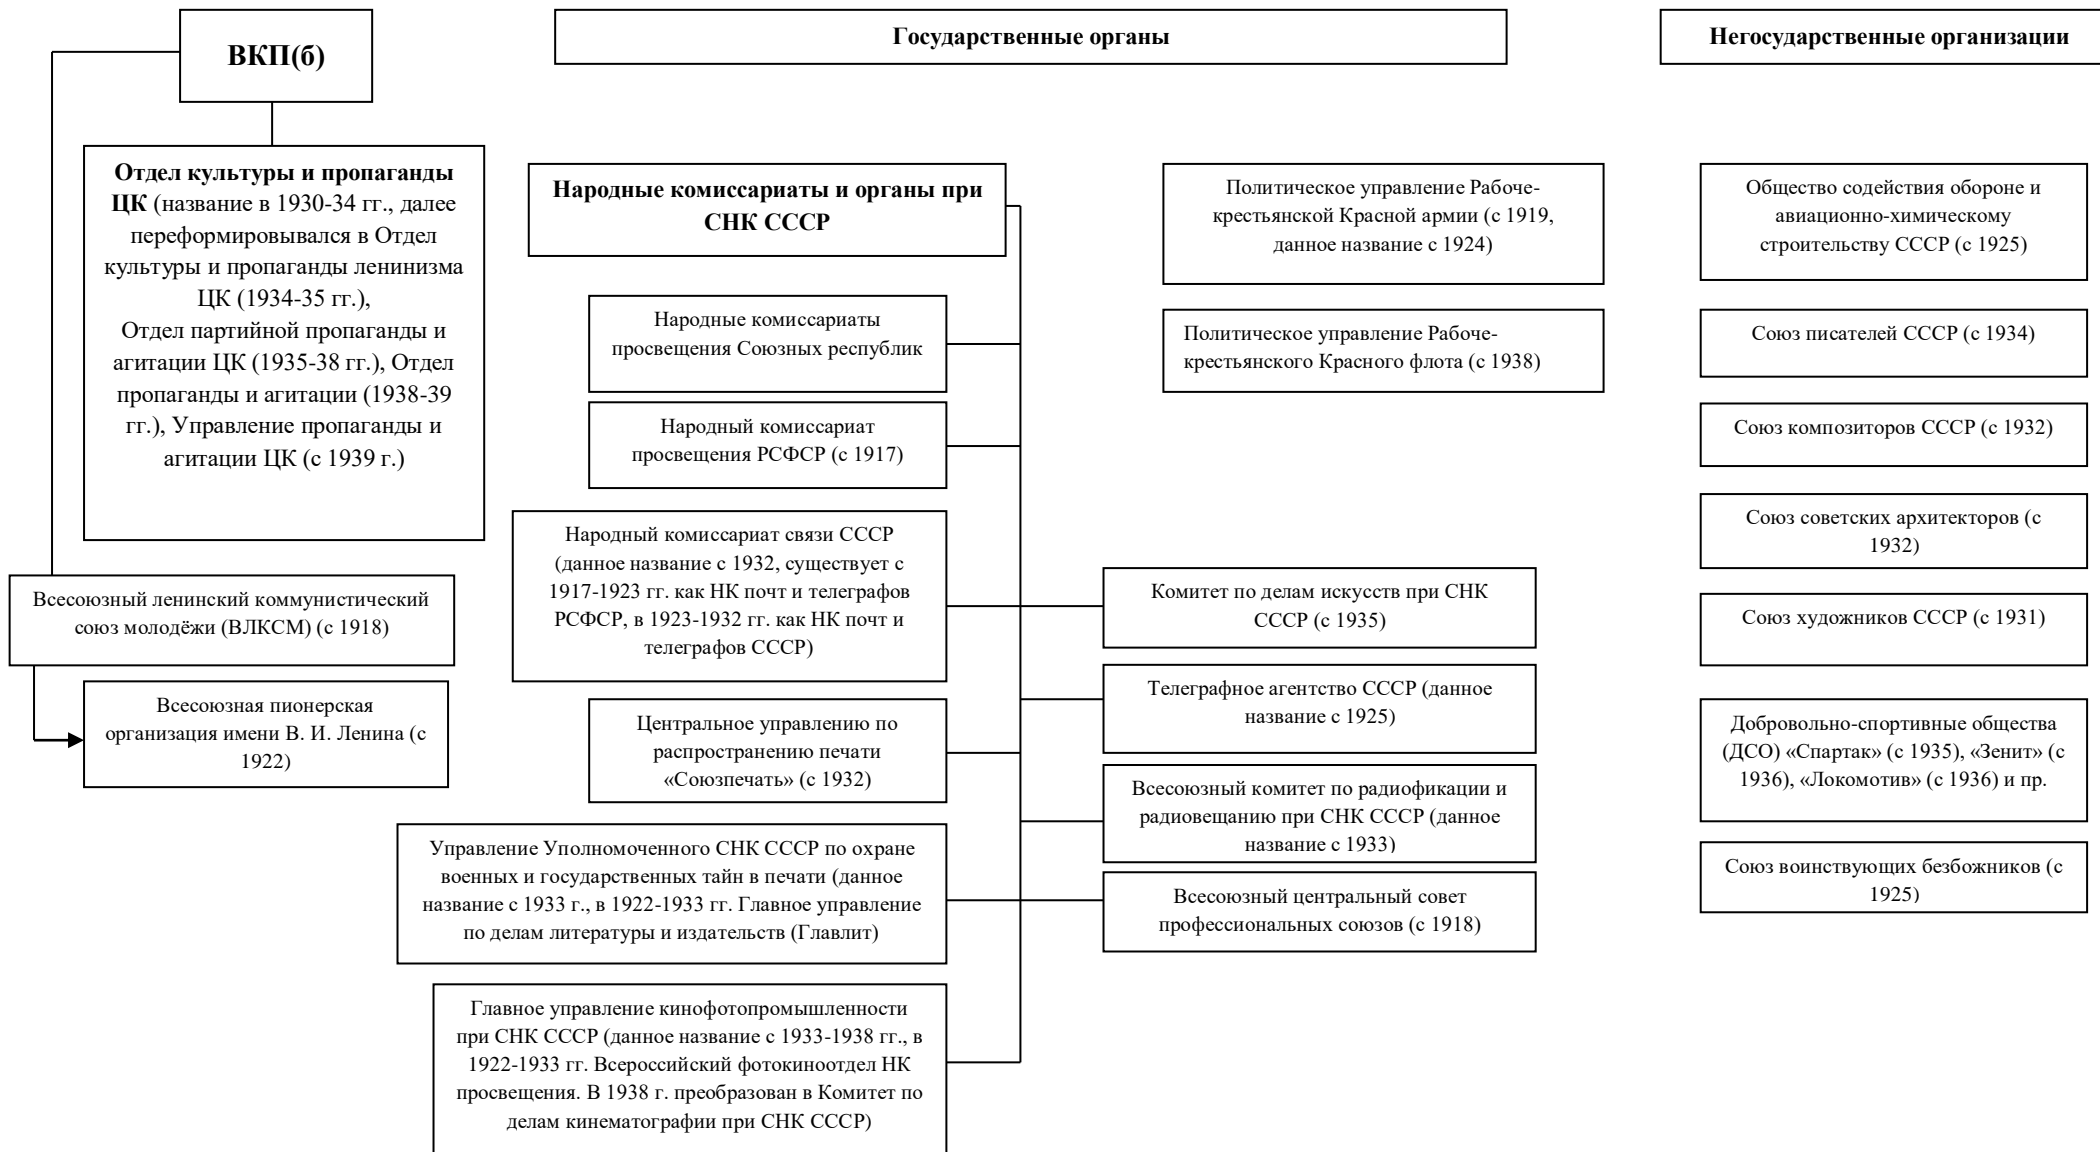 ВКП(б)
Государственные органы
Негосударственные организации
Отдел культуры и пропаганды
ЦК (название в 1930-34 гг., далее
переформировывался в Отдел
культуры и пропаганды ленинизма
ЦК (1934-35 гг.),
Отдел партийной пропаганды и
агитации ЦК (1935-38 гг.), Отдел
пропаганды и агитации (1938-39
гг.), Управление пропаганды и
агитации ЦК (с 1939 г.)
Всесоюзный ленинский коммунистический
союз молодёжи (ВЛКСМ) (с 1918)
Всесоюзная пионерская
организация имени В. И. Ленина (с
1922)
Народные комиссариаты и органы при
СНК СССР
Народные комиссариаты
просвещения Союзных республик
Народный комиссариат
просвещения РСФСР (с 1917)
Народный комиссариат связи СССР
(данное название с 1932, существует с
1917-1923 гг. как НК почт и телеграфов
РСФСР, в 1923-1932 гг. как НК почт и
телеграфов СССР)
Центральное управлению по
распространению печати
«Союзпечать» (с 1932)
Управление Уполномоченного СНК СССР по охране
военных и государственных тайн в печати (данное
название с 1933 г., в 1922-1933 гг. Главное управление
по делам литературы и издательств (Главлит)
Главное управление кинофотопромышленности
при СНК СССР (данное название с 1933-1938 гг., в
1922-1933 гг. Всероссийский фотокиноотдел НК
просвещения. В 1938 г. преобразован в Комитет по
делам кинематографии при СНК СССР)
Политическое управление Рабоче-
крестьянской Красной армии (с 1919,
данное название с 1924)
Политическое управление Рабоче-
крестьянского Красного флота (с 1938)
Комитет по делам искусств при СНК
СССР (с 1935)
Телеграфное агентство СССР (данное
название с 1925)
Всесоюзный комитет по радиофикации и
радиовещанию при СНК СССР (данное
название с 1933)
Всесоюзный центральный совет
профессиональных союзов (с 1918)
Общество содействия обороне и
авиационно-химическому
строительству СССР (с 1925)
Союз писателей СССР (с 1934)
Союз композиторов СССР (с 1932)
Союз советских архитекторов (с
1932)
Союз художников СССР (с 1931)
Добровольно-спортивные общества
(ДСО) «Спартак» (с 1935), «Зенит» (с
1936), «Локомотив» (с 1936) и пр.
Союз воинствующих безбожников (с
1925)